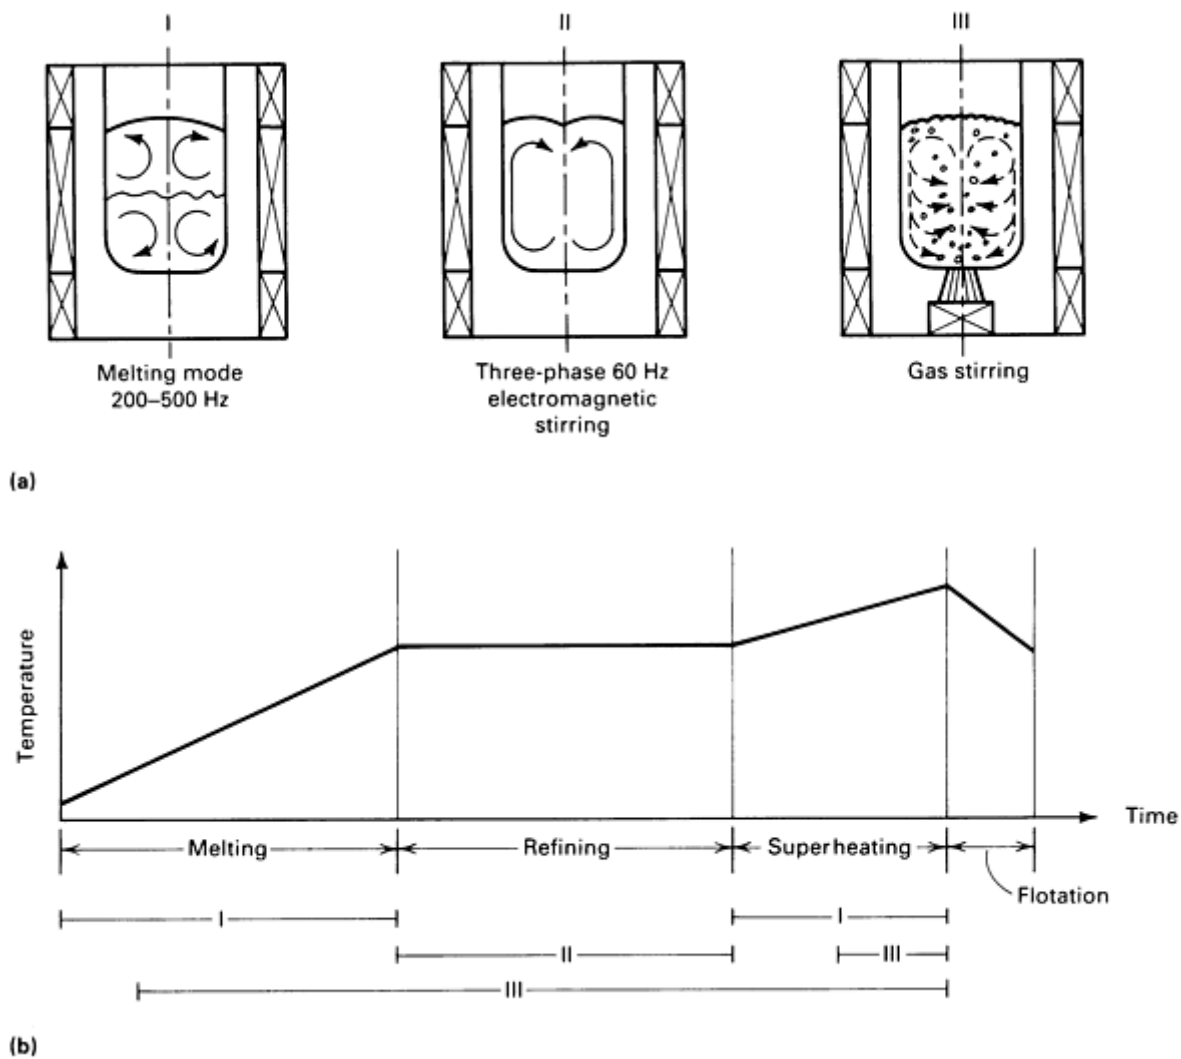 I
II
III
Melting mode
200–500 Hz
Three-phase 60 Hz
electromagnetic
stirring
Gas stirring
(a)
Temperature
Time
Melting
Refining
Superheating
Flotation
I
I
II
III
III
(b)